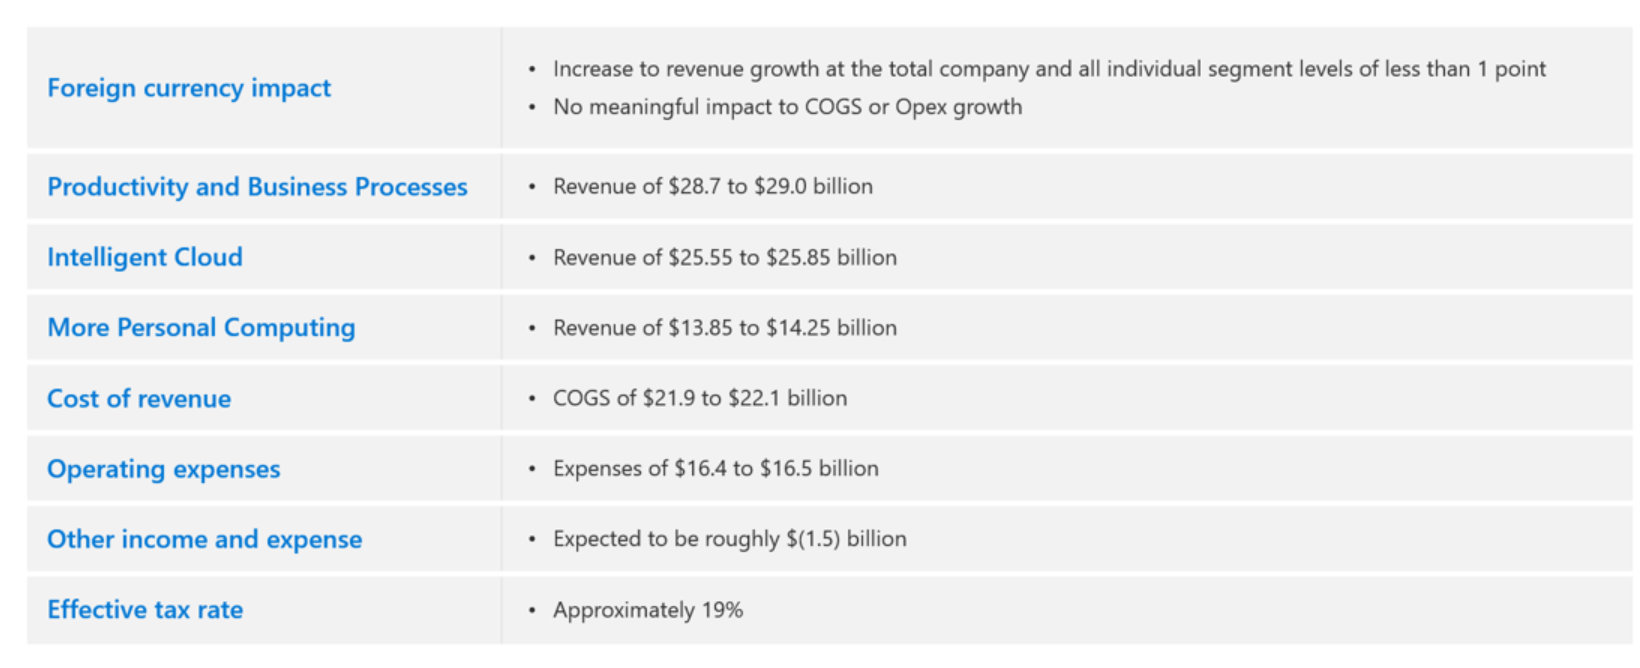 Foreign currency impact
• Increase to revenue growth at the total company and all individual segment levels of less than 1 point
• No meaningful impact to COGS or Opex growth
Productivity and Business Processes
• Revenue of $28.7 to $29.0 billion
Intelligent Cloud
• Revenue of $25.55 to $25.85 billion
More Personal Computing
• Revenue of $13.85 to $14.25 billion
Cost of revenue
• COGS of $21.9 to $22.1 billion
Operating expenses
• Expenses of $16.4 to $16.5 billion
Other income and expense
• Expected to be roughly $(1.5) billion
Effective tax rate
• Approximately 19%